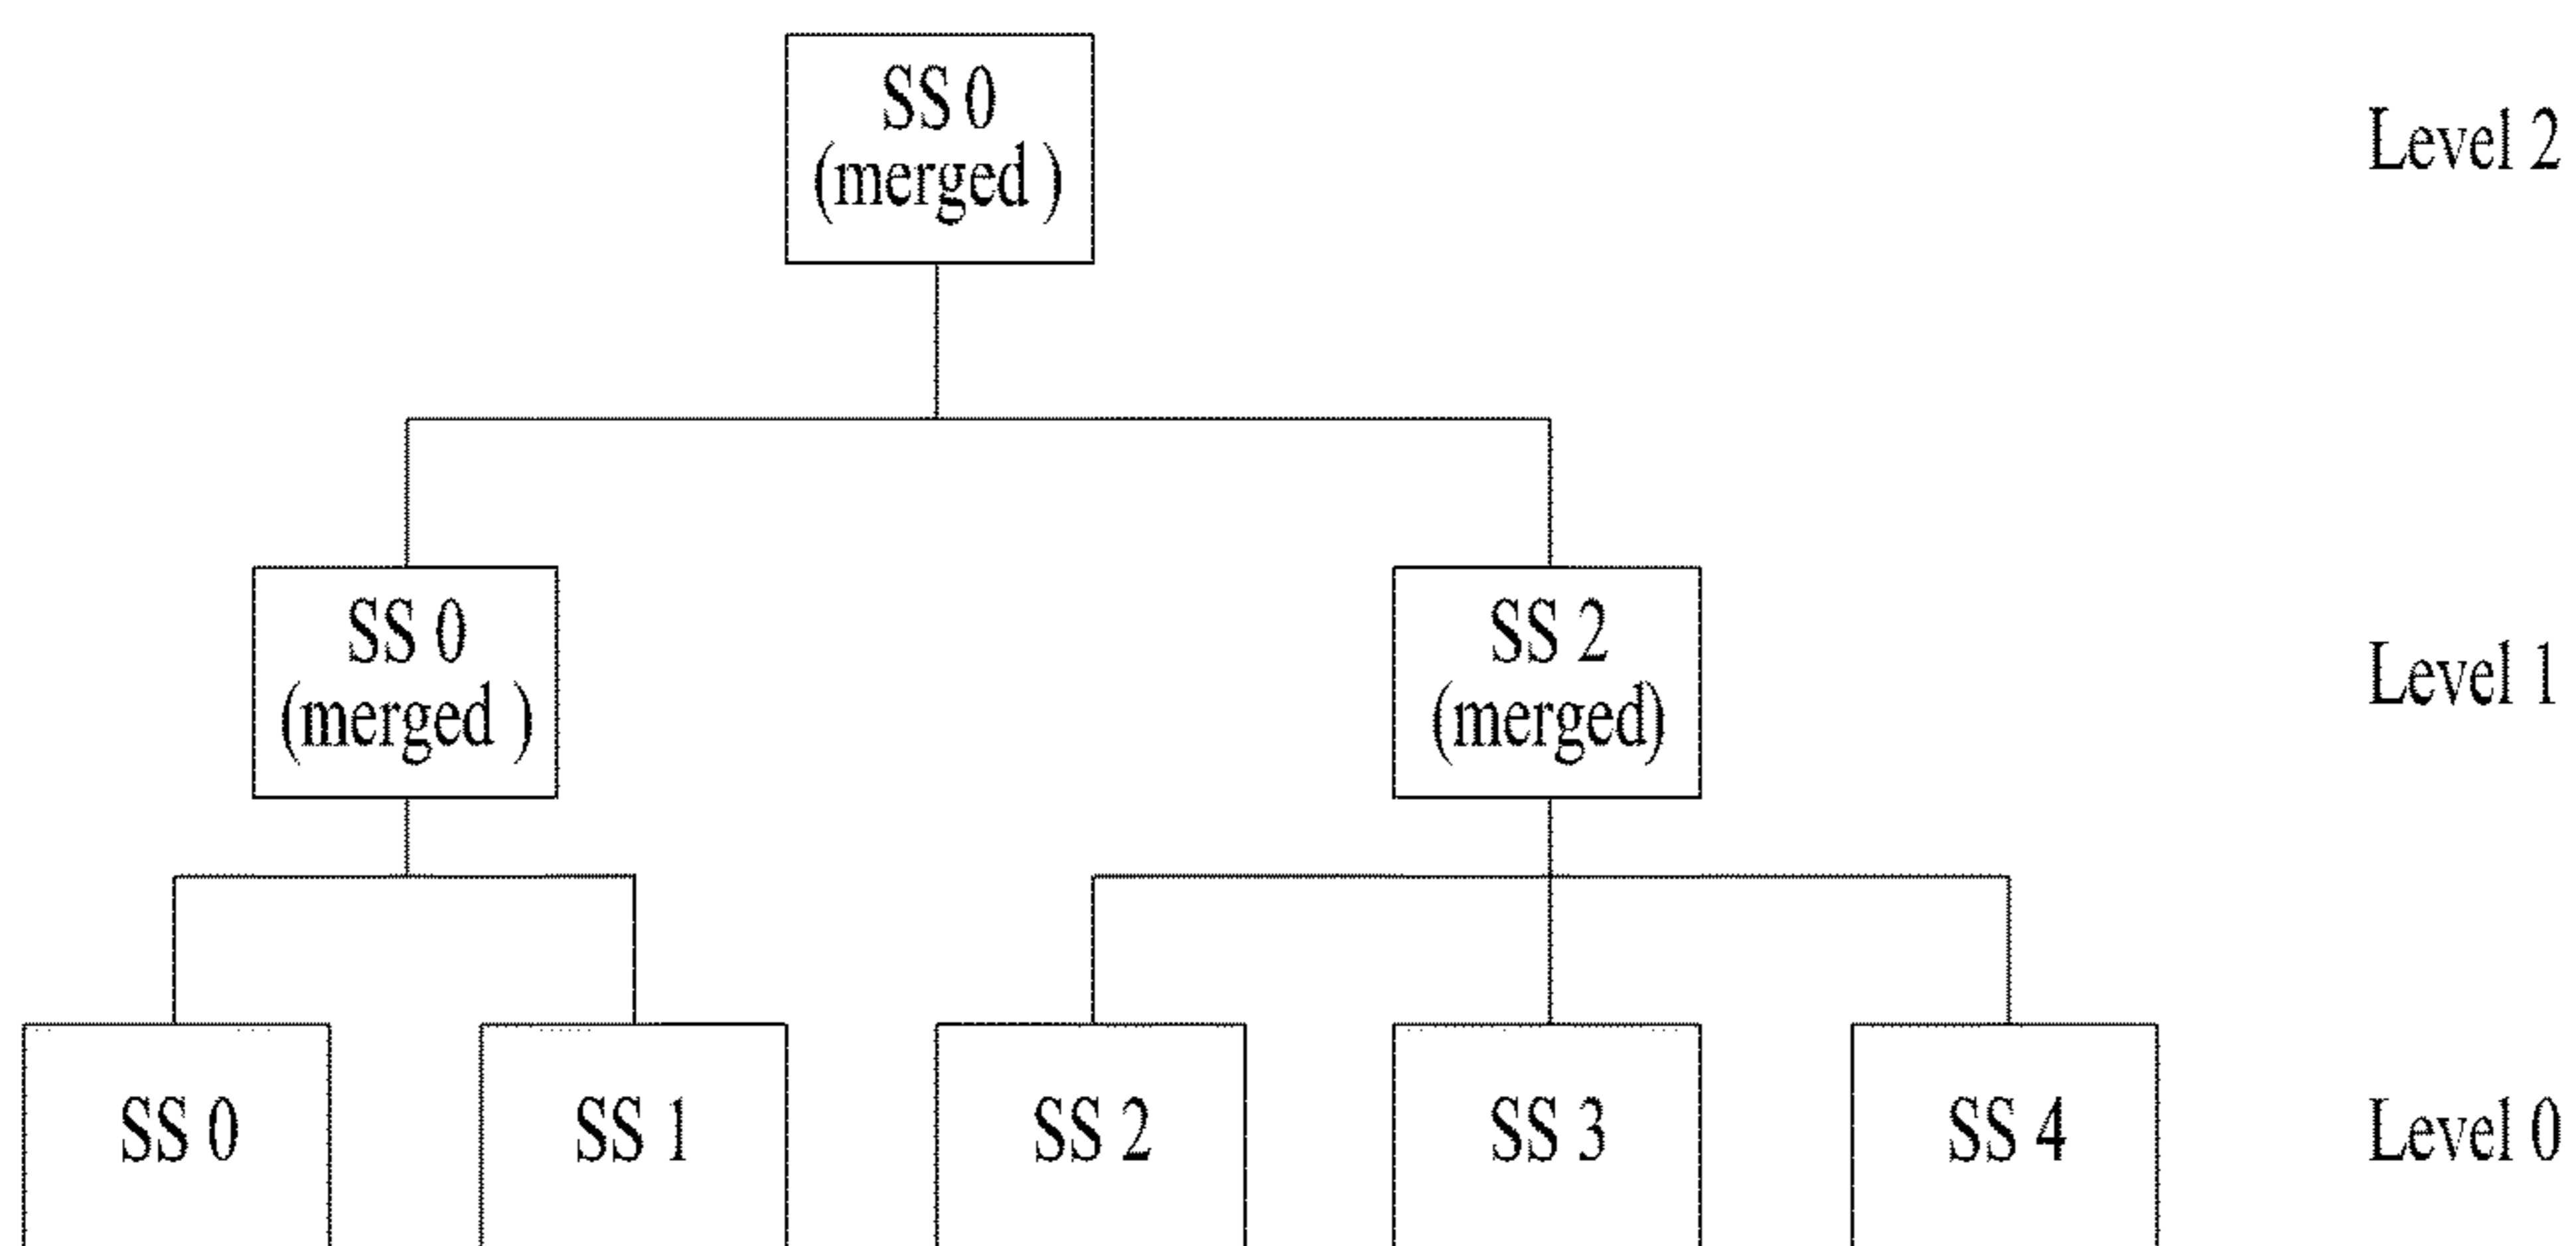 SS 0
(merged )
Level 2
SS 0
(merged )
SS 2
(merged)
Level 1
SS 0
SS 1
SS 2
SS 3
SS 4
Level 0